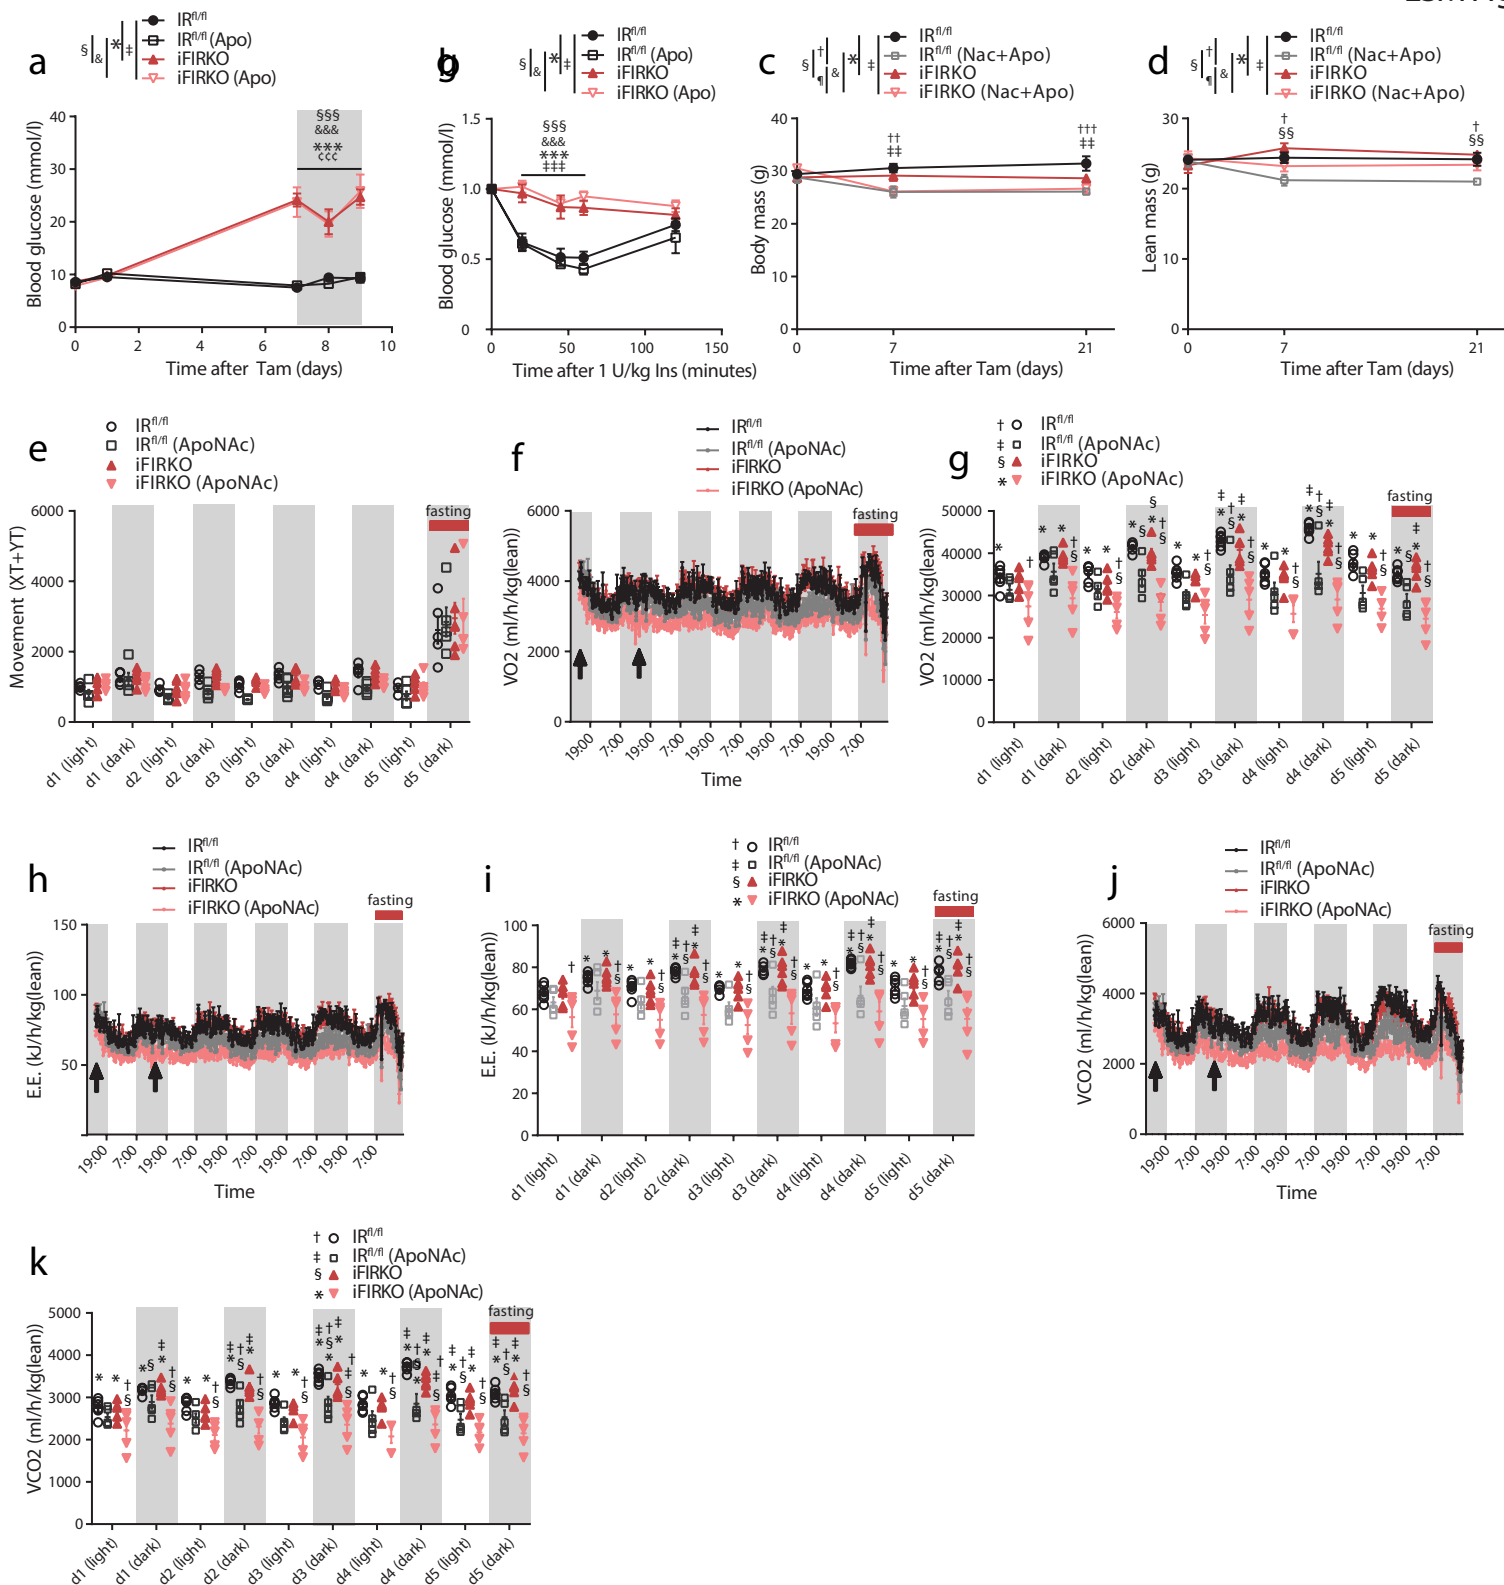 a
§
&
*
‡
IRfl/fl
IRfl/fl (Apo)
iFIRKO
iFIRKO (Apo)
§§§
&&&
***
¢¢¢
Blood glucose (mmol/l)
40
30
20
10
0
0 2 4 6 8 10
Time after Tam (days)
b
§
&
*
‡
IRfl/fl
IRfl/fl (Apo)
iFIRKO
iFIRKO (Apo)
§§§
&&&
***
‡‡‡
Blood glucose (mmol/l)
1.5
1.0
0.5
0
0 50 100 150
Time after 1 U/kg Ins (minutes)
c
§
†
¶
&
*
‡
IRfl/fl
IRfl/fl (Nac+Apo)
iFIRKO
iFIRKO (Nac+Apo)
††
‡‡
†††
‡‡
Body mass (g)
40
30
20
10
0
0 7 21
Time after Tam (days)
d
§
†
¶
&
*
‡
IRfl/fl
IRfl/fl (Nac+Apo)
iFIRKO
iFIRKO (Nac+Apo)
†
§§
†
§§
Lean mass (g)
30
20
10
0
0 7 21
Time after Tam (days)
e
IRfl/fl
IRfl/fl (ApoNAc)
iFIRKO
iFIRKO (ApoNAc)
fasting
Movement (XT+YT)
6000
4000
2000
0
d1 (light) d1 (dark) d2 (light) d2 (dark) d3 (light) d3 (dark) d4 (light) d4 (dark) d5 (light) d5 (dark)
f
IRfl/fl
IRfl/fl (ApoNAc)
iFIRKO
iFIRKO (ApoNAc)
fasting
VO2 (ml/h/kg(lean))
6000
4000
2000
0
19:00 7:00 19:00 7:00 19:00 7:00 19:00 7:00 19:00 7:00
Time
g
† IRfl/fl
‡ IRfl/fl (ApoNAc)
§ iFIRKO
* iFIRKO (ApoNAc)
fasting
VO2 (ml/h/kg(lean))
50000
40000
30000
20000
10000
0
d1 (light) d1 (dark) d2 (light) d2 (dark) d3 (light) d3 (dark) d4 (light) d4 (dark) d5 (light) d5 (dark)
h
IRfl/fl
IRfl/fl (ApoNAc)
iFIRKO
iFIRKO (ApoNAc)
fasting
E.E. (kJ/h/kg(lean))
150
100
50
19:00 7:00 19:00 7:00 19:00 7:00 19:00 7:00 19:00 7:00
Time
i
† IRfl/fl
‡ IRfl/fl (ApoNAc)
§ iFIRKO
* iFIRKO (ApoNAc)
fasting
E.E. (kJ/h/kg(lean))
100
80
60
40
20
0
d1 (light) d1 (dark) d2 (light) d2 (dark) d3 (light) d3 (dark) d4 (light) d4 (dark) d5 (light) d5 (dark)
j
IRfl/fl
IRfl/fl (ApoNAc)
iFIRKO
iFIRKO (ApoNAc)
fasting
VCO2 (ml/h/kg(lean))
6000
4000
2000
0
19:00 7:00 19:00 7:00 19:00 7:00 19:00 7:00 19:00 7:00
Time
k
† IRfl/fl
‡ IRfl/fl (ApoNAc)
§ iFIRKO
* iFIRKO (ApoNAc)
fasting
VCO2 (ml/h/kg(lean))
5000
4000
3000
2000
1000
0
d1 (light) d1 (dark) d2 (light) d2 (dark) d3 (light) d3 (dark) d4 (light) d4 (dark) d5 (light) d5 (dark)